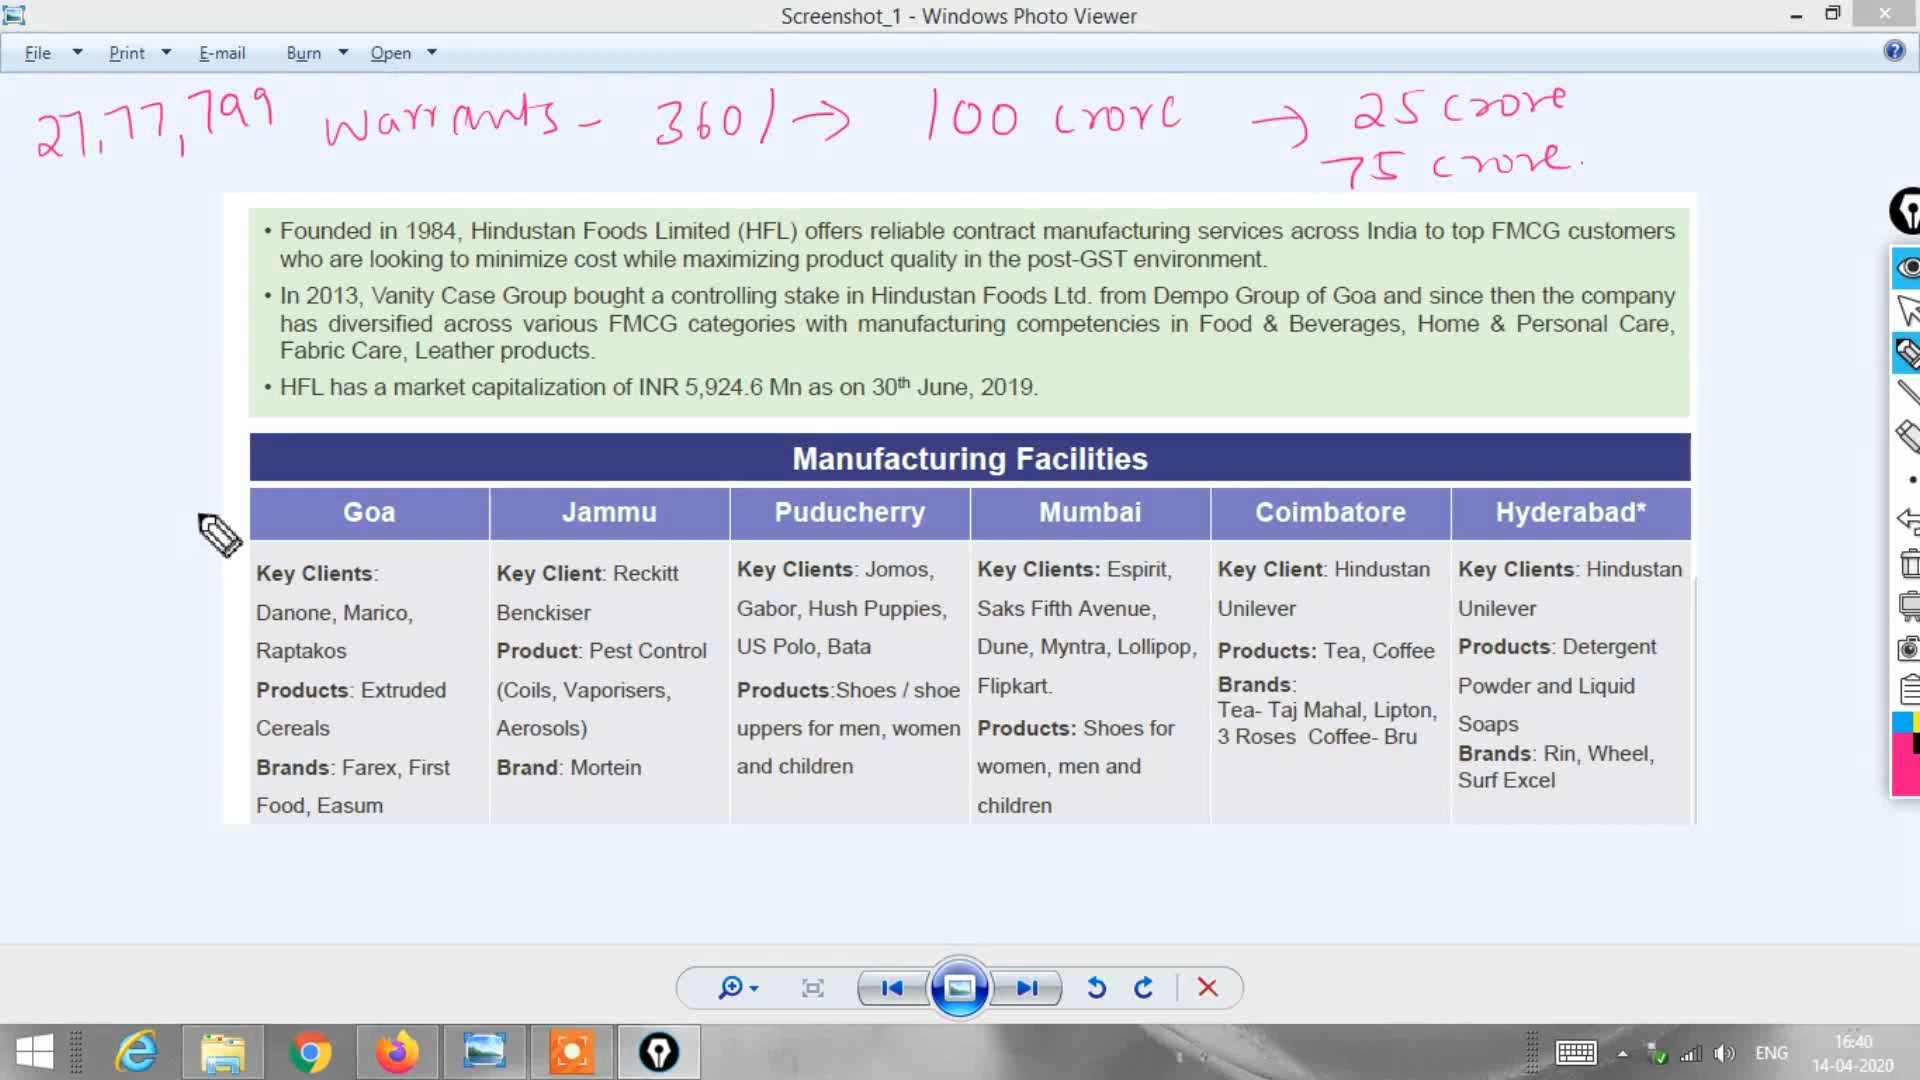 Screenshot_1 - Windows Photo Viewer
File Print E-mail Burn Open
27,77,799 warrants - 360/ → 100 crore → 25 crore
75 crore.
• Founded in 1984, Hindustan Foods Limited (HFL) offers reliable contract manufacturing services across India to top FMCG customers
who are looking to minimize cost while maximizing product quality in the post-GST environment.
• In 2013, Vanity Case Group bought a controlling stake in Hindustan Foods Ltd. from Dempo Group of Goa and since then the company
has diversified across various FMCG categories with manufacturing competencies in Food & Beverages, Home & Personal Care,
Fabric Care, Leather products.
• HFL has a market capitalization of INR 5,924.6 Mn as on 30th June, 2019.
Manufacturing Facilities
Goa Jammu Puducherry Mumbai Coimbatore Hyderabad*
Key Clients:
Danone, Marico,
Raptakos
Products: Extruded
Cereals
Brands: Farex, First
Food, Easum
Key Client: Reckitt
Benckiser
Product: Pest Control
(Coils, Vaporisers,
Aerosols)
Brand: Mortein
Key Clients: Jomos,
Gabor, Hush Puppies,
US Polo, Bata
Products:Shoes / shoe
uppers for men, women
and children
Key Clients: Espirit,
Saks Fifth Avenue,
Dune, Myntra, Lollipop,
Flipkart.
Products: Shoes for
women, men and
children
Key Client: Hindustan
Unilever
Products: Tea, Coffee
Brands:
Tea- Taj Mahal, Lipton,
3 Roses Coffee- Bru
Key Clients: Hindustan
Unilever
Products: Detergent
Powder and Liquid
Soaps
Brands: Rin, Wheel,
Surf Excel
ENG
16:40
14-04-2020